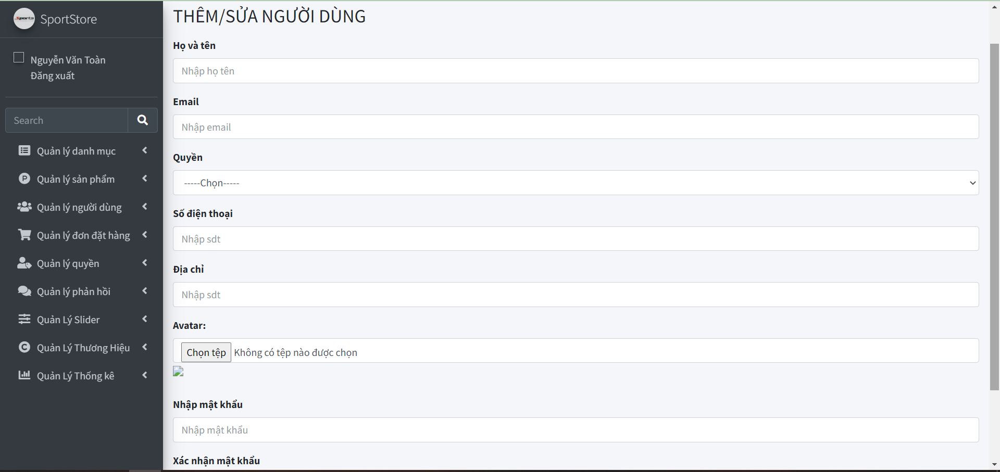 Sports
SportStore
Nguyễn Văn Toàn
Đăng xuất
Search
Quản lý danh mục
P
Quản lý sản phẩm
Quản lý người dùng
Quản lý đơn đặt hàng
Quản lý quyền
Quản lý phản hồi
Quản Lý Slider
C
Quản Lý Thương Hiệu
Quản Lý Thống kê
THÊM/SỬA NGƯỜI DÙNG
Họ và tên
Nhập họ tên
Email
Nhập email
Quyền
-----Chọn-----
Số điện thoại
Nhập sdt
Địa chỉ
Nhập sdt
Avatar:
Chọn tệp Không có tệp nào được chọn
Nhập mật khẩu
Nhập mật khẩu
Xác nhận mật khẩu